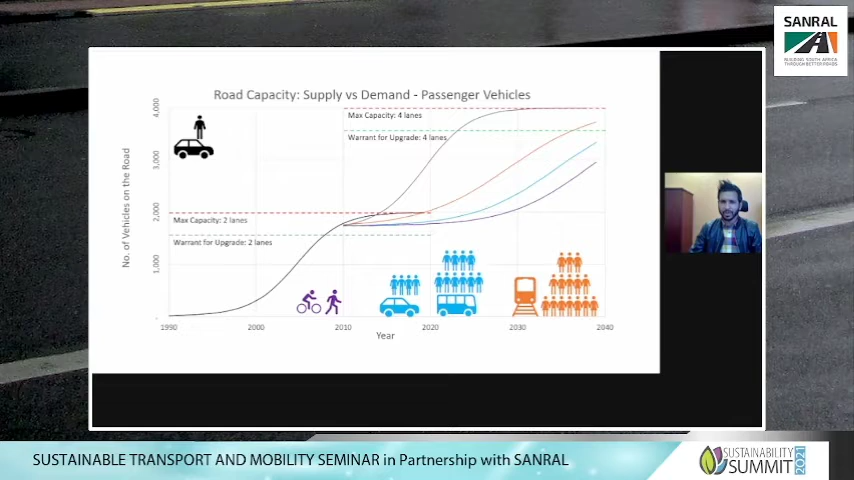 SANRAL
BUILDING SOUTH AFRICA
THROUGH BETTER ROADS
Road Capacity: Supply vs Demand - Passenger Vehicles
No. of Vehicles on the Road
4,000
3,000
2,000
1,000
-
Max Capacity: 4 lanes
Warrant for Upgrade: 4 lanes
Max Capacity: 2 lanes
Warrant for Upgrade: 2 lanes
1990
2000
2010
2020
2030
2040
Year
SUSTAINABLE TRANSPORT AND MOBILITY SEMINAR in Partnership with SANRAL
SUSTAINABILITY
SUMMIT
2021